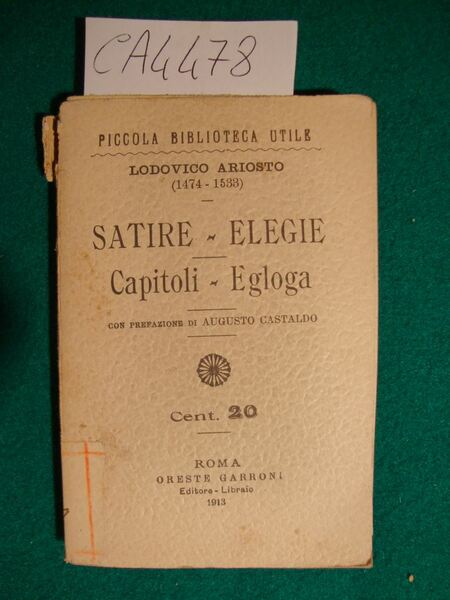 CA4478
PICCOLA BIBLIOTECA UTILE
LODOVICO ARIOSTO
(1474 - 1533)
SATIRE - ELEGIE
Capitoli - Egloga
CON PREFAZIONE DI AUGUSTO CASTALDO
Cent. 20
ROMA
ORESTE GARRONI
Editore - Libraio
1913